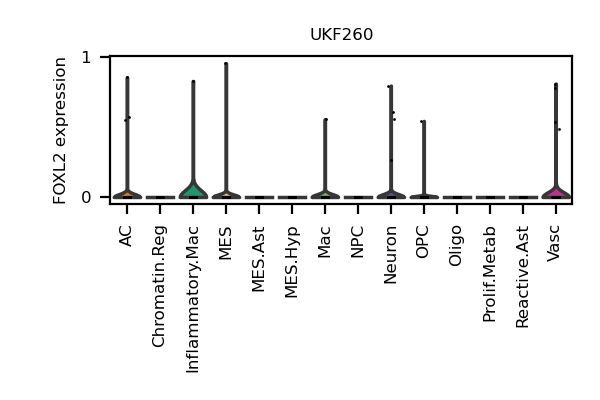 UKF260
FOXL2 expression
1
0
AC
Chromatin.Reg
Inflammatory.Mac
MES
MES.Ast
MES.Hyp
Mac
NPC
Neuron
OPC
Oligo
Prolif.Metab
Reactive.Ast
Vasc